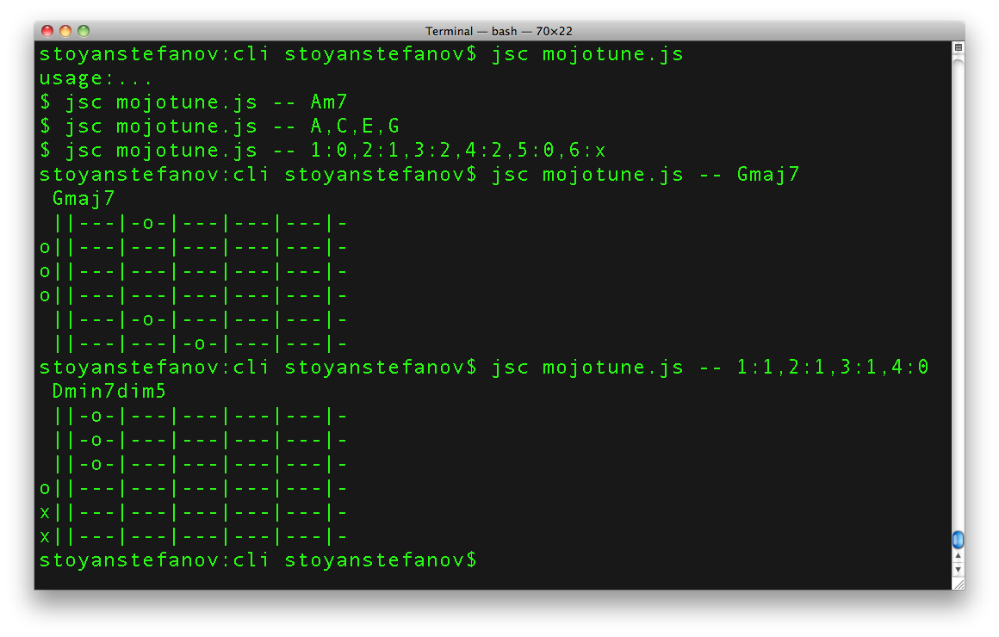 Terminal — bash — 70×22
stoyanstefanov:cli stoyanstefanov$ jsc mojotune.js
usage:...
$ jsc mojotune.js -- Am7
$ jsc mojotune.js -- A,C,E,G
$ jsc mojotune.js -- 1:0,2:1,3:2,4:2,5:0,6:x
stoyanstefanov:cli stoyanstefanov$ jsc mojotune.js -- Gmaj7
 Gmaj7
 ||---|-o-|---|---|---|-
o||---|---|---|---|---|-
o||---|---|---|---|---|-
o||---|---|---|---|---|-
 ||---|-o-|---|---|---|-
 ||---|---|-o-|---|---|-
stoyanstefanov:cli stoyanstefanov$ jsc mojotune.js -- 1:1,2:1,3:1,4:0
 Dmin7dim5
 ||-o-|---|---|---|---|-
 ||-o-|---|---|---|---|-
 ||-o-|---|---|---|---|-
o||---|---|---|---|---|-
x||---|---|---|---|---|-
x||---|---|---|---|---|-
stoyanstefanov:cli stoyanstefanov$